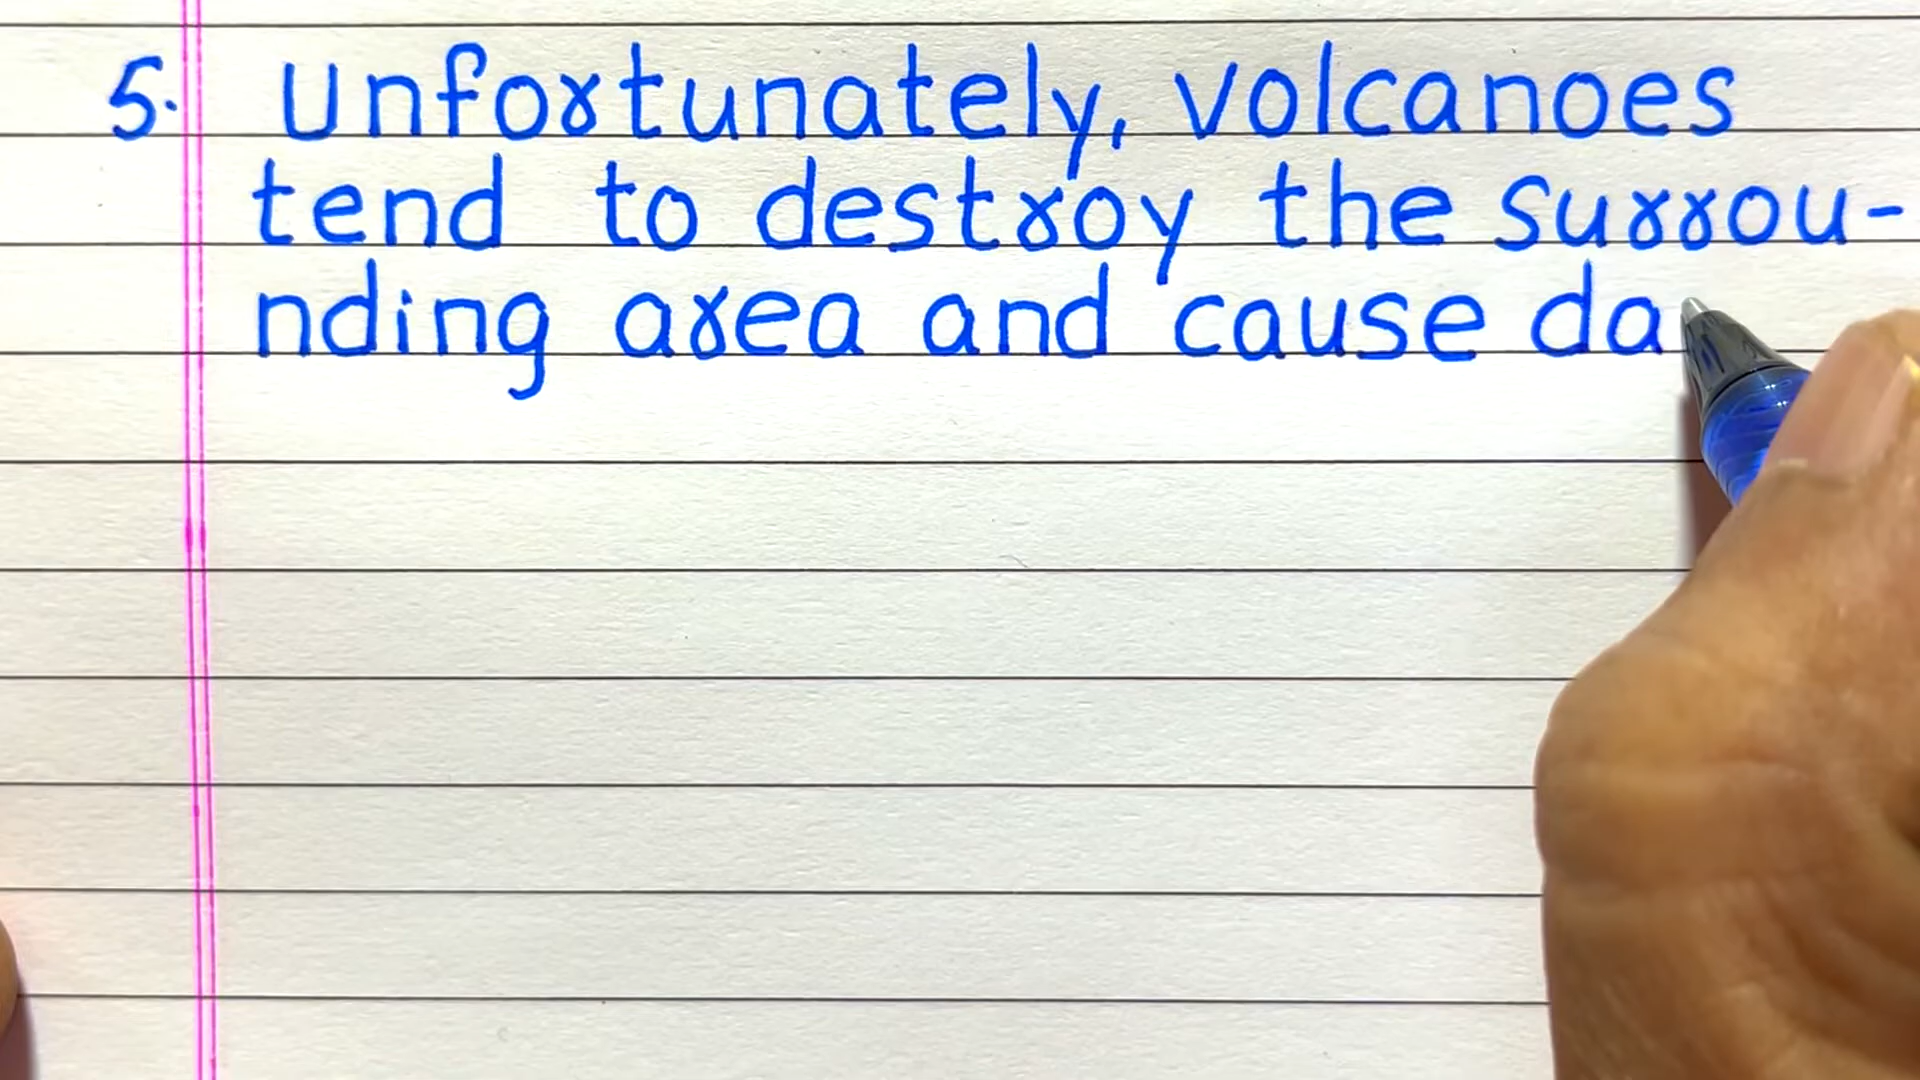 5. Unfortunately, volcanoes
tend to destroy the surrou-
nding area and cause da